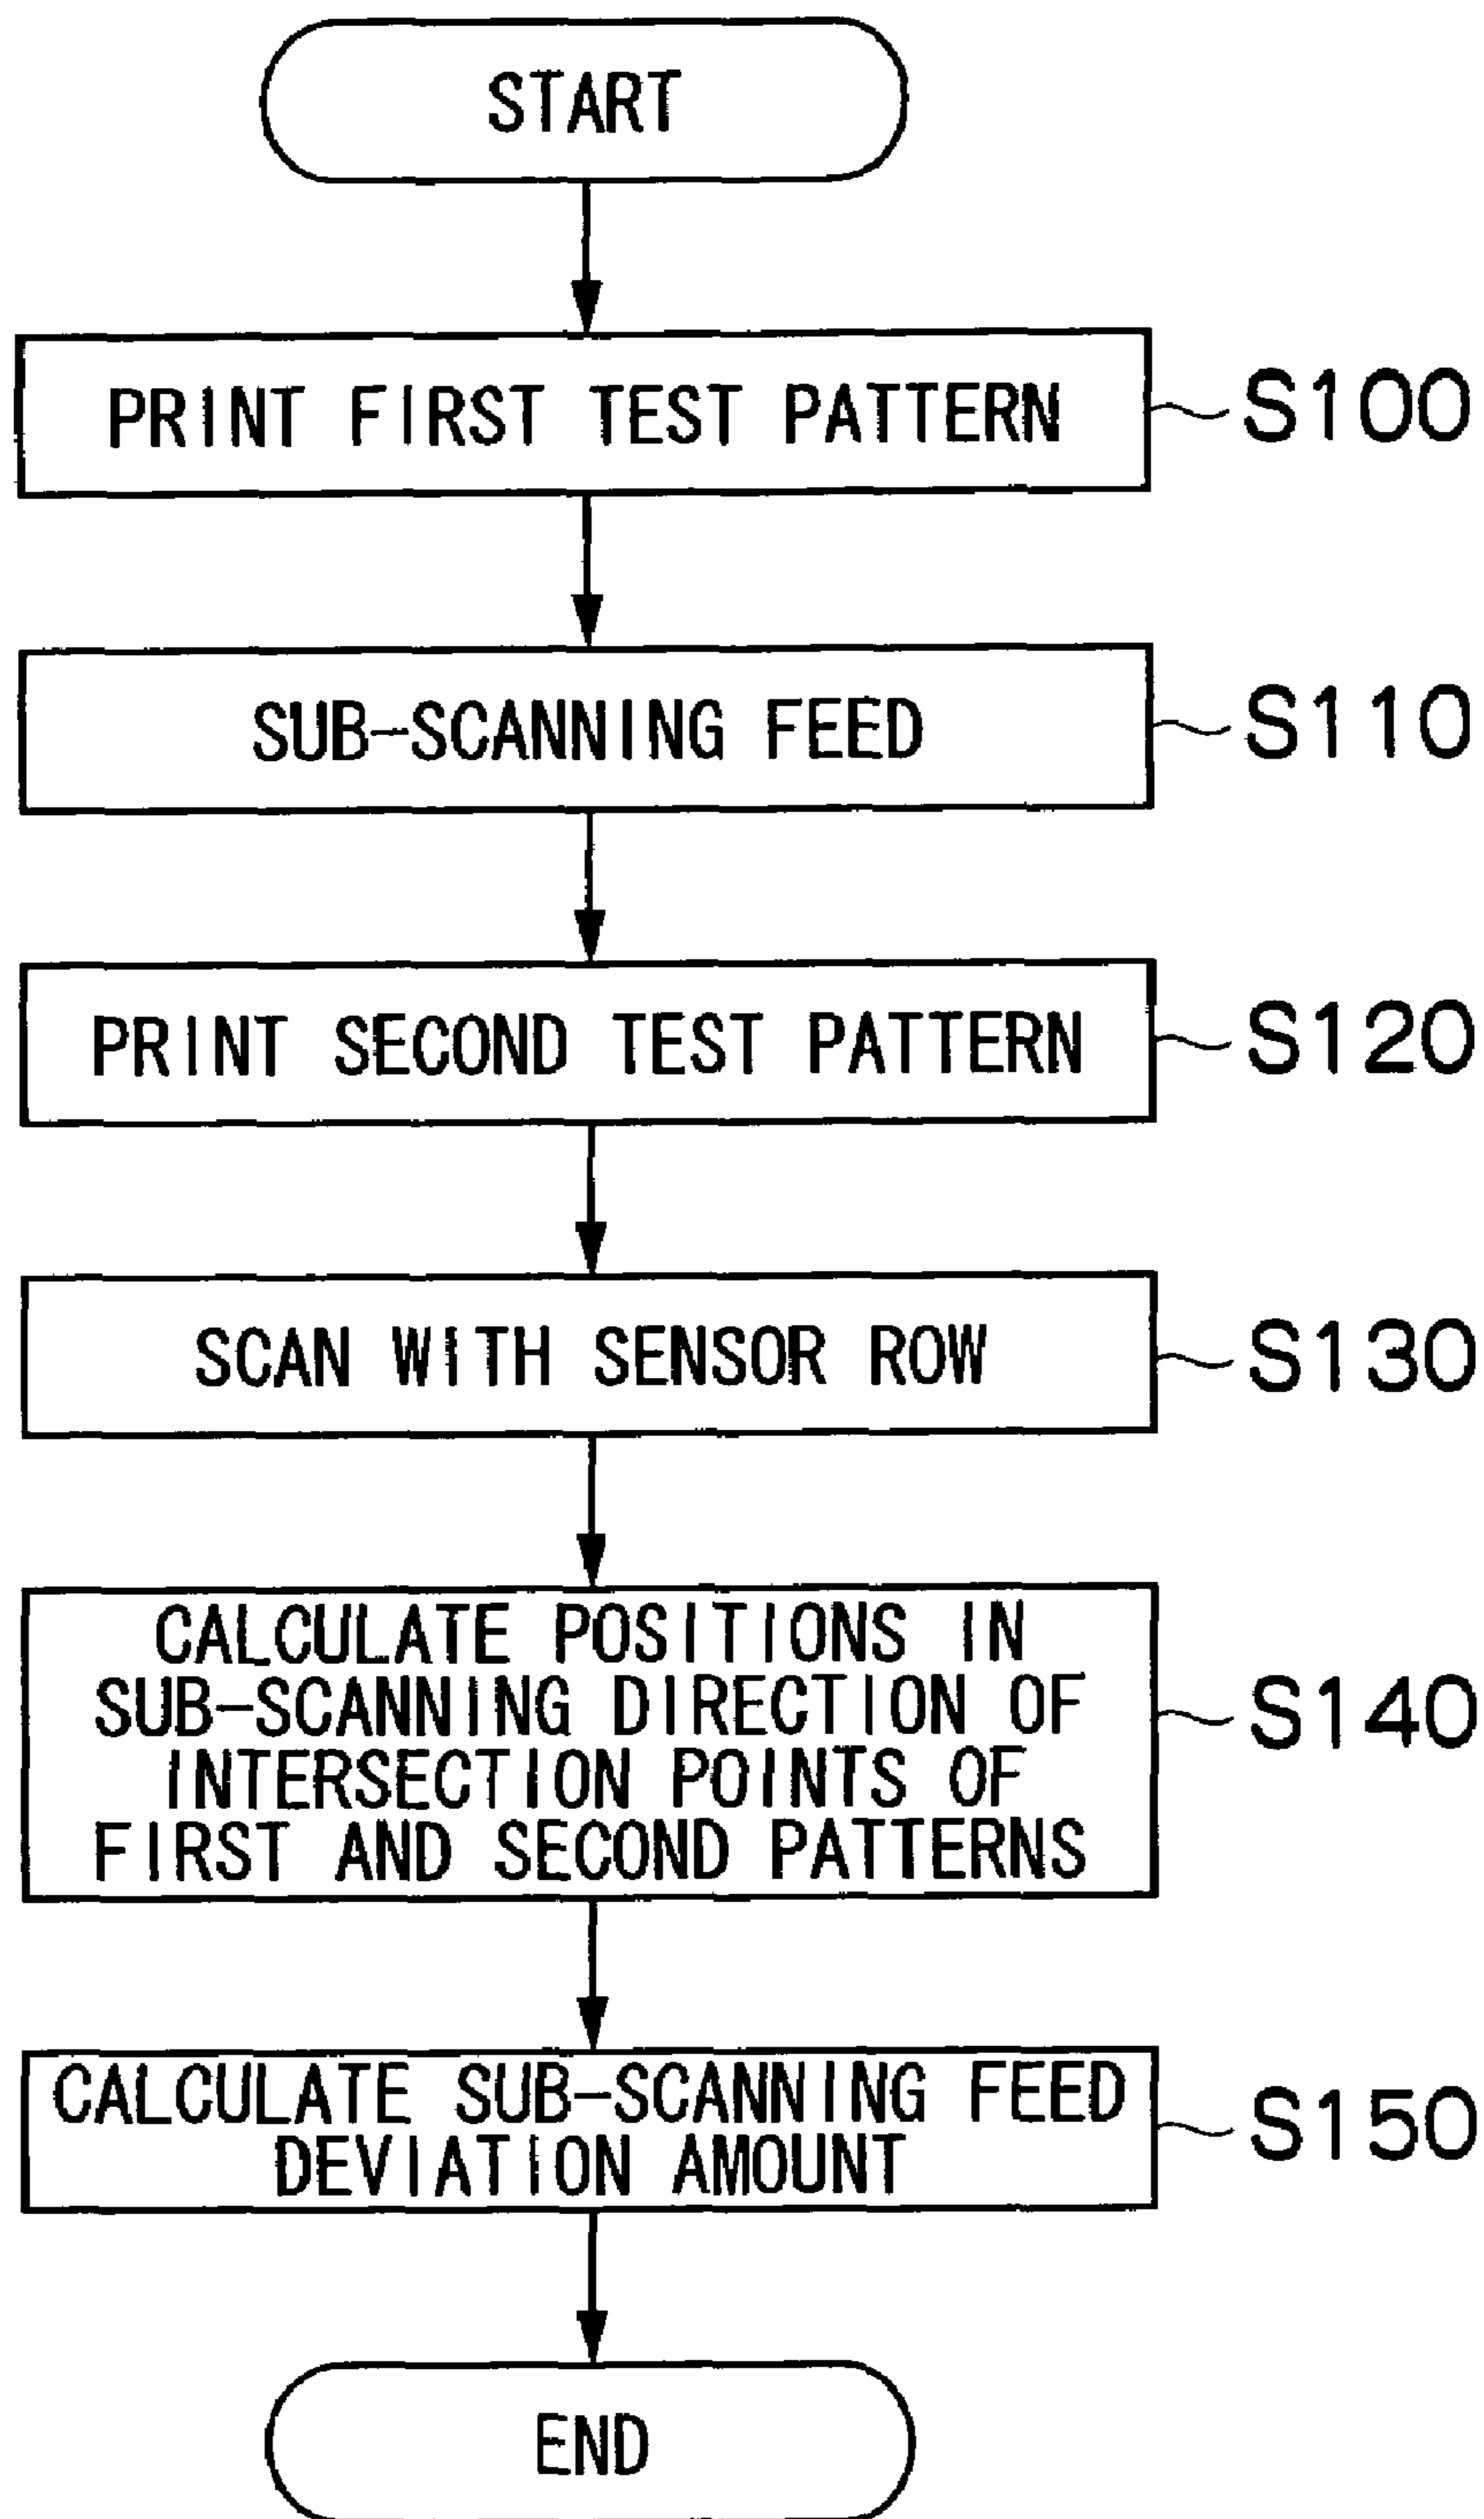 START
PRINT FIRST TEST PATTERN
S100
SUB-SCANNING FEED
S110
PRINT SECOND TEST PATTERN
S120
SCAN WITH SENSOR ROW
S130
CALCULATE POSITIONS IN
SUB-SCANNING DIRECTION OF
INTERSECTION POINTS OF
FIRST AND SECOND PATTERNS
S140
CALCULATE SUB-SCANNING FEED
DEVIATION AMOUNT
S150
END